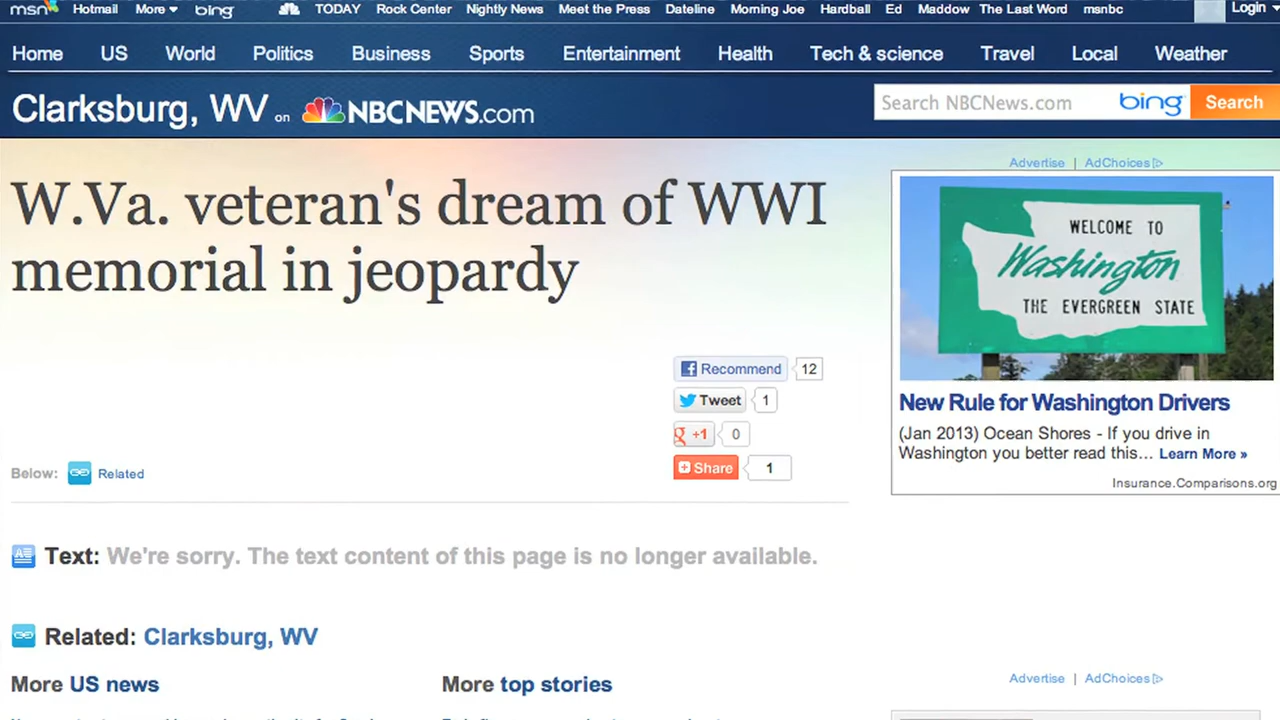 msn Hotmail More bing TODAY Rock Center Nightly News Meet the Press Dateline Morning Joe Hardball Ed Maddow The Last Word msnbc Login
Home US World Politics Business Sports Entertainment Health Tech & science Travel Local Weather
Clarksburg, WV on NBCNEWS.com
Search NBCNews.com bing Search
Advertise | AdChoices
W.Va. veteran's dream of WWI
memorial in jeopardy
WELCOME TO
Washington
THE EVERGREEN STATE
Recommend 12
Tweet 1
g +1 0
Share 1
New Rule for Washington Drivers
(Jan 2013) Ocean Shores - If you drive in
Washington you better read this... Learn More »
Insurance.Comparisons.org
Below: Related
Text: We're sorry. The text content of this page is no longer available.
Related: Clarksburg, WV
More US news
More top stories
Advertise | AdChoices